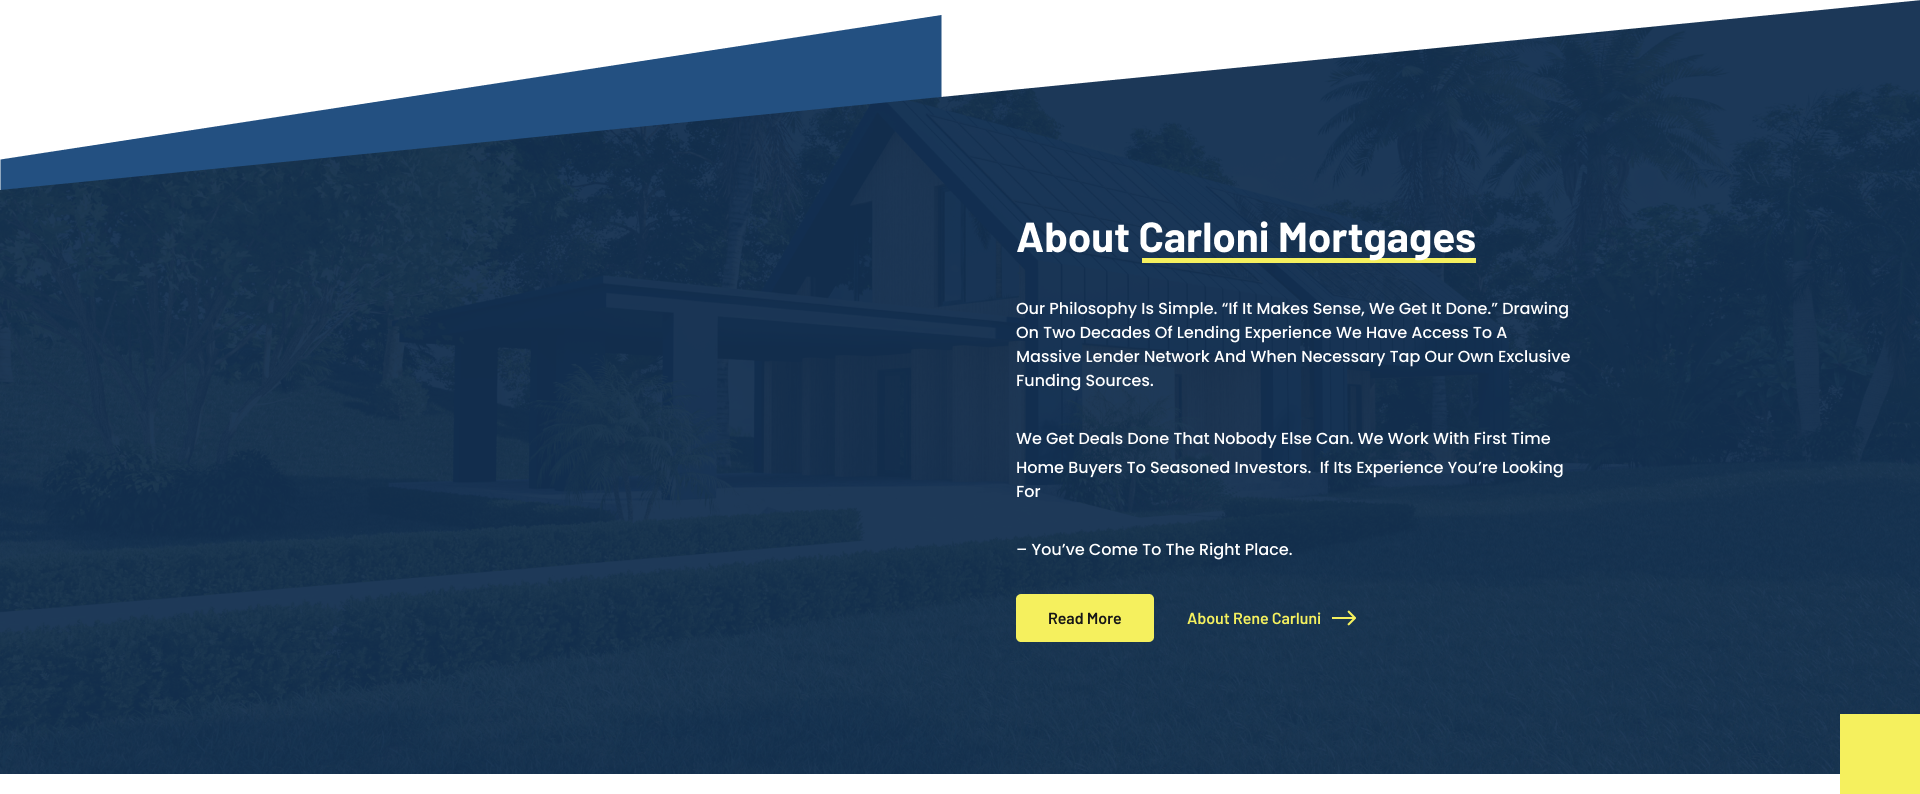 About Carloni Mortgages
Our Philosophy Is Simple. “If It Makes Sense, We Get It Done.” Drawing
On Two Decades Of Lending Experience We Have Access To A
Massive Lender Network And When Necessary Tap Our Own Exclusive
Funding Sources.
We Get Deals Done That Nobody Else Can. We Work With First Time
Home Buyers To Seasoned Investors.  If Its Experience You’re Looking
For
– You’ve Come To The Right Place.
Read More
About Rene Carluni